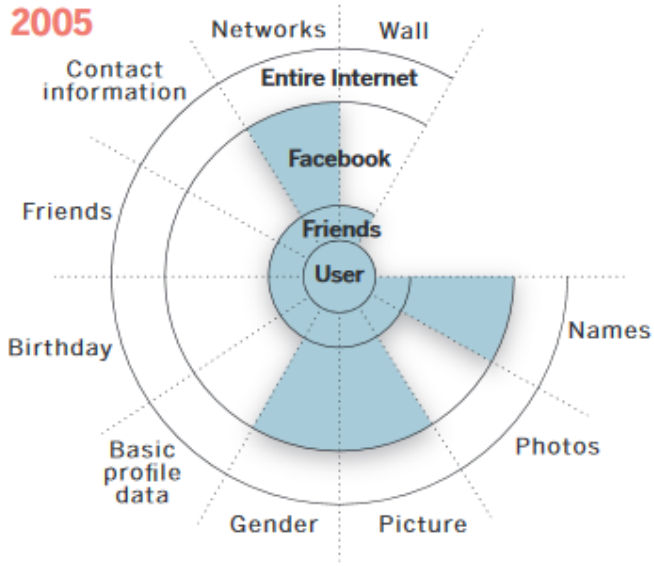 2005
Networks
Wall
Contact
information
Entire Internet
Facebook
Friends
Friends
User
Names
Birthday
Photos
Basic
profile
data
Gender
Picture